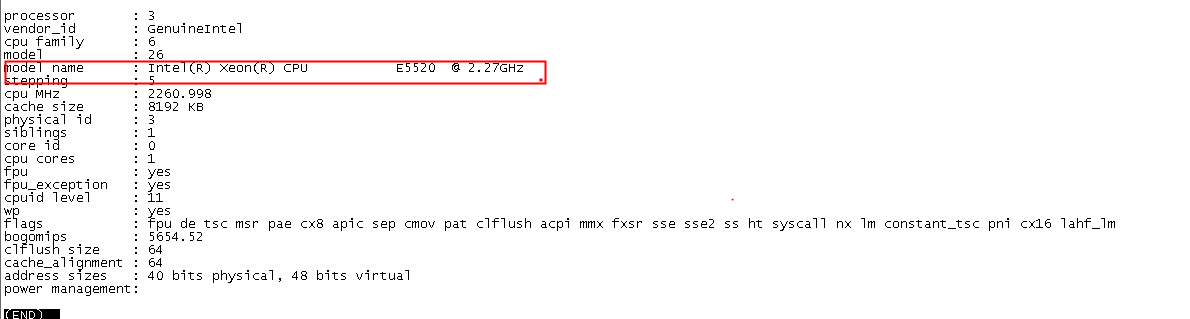 processor : 3
vendor_id : GenuineIntel
cpu family : 6
model : 26
model name : Intel(R) Xeon(R) CPU E5520 @ 2.27GHz
stepping : 5
cpu MHz : 2260.998
cache size : 8192 KB
physical id : 3
siblings : 1
core id : 0
cpu cores : 1
fpu : yes
fpu_exception : yes
cpuid level : 11
wp : yes
flags : fpu de tsc msr pae cx8 apic sep cmov pat clflush acpi mmx fxsr sse sse2 ss ht syscall nx lm constant_tsc pni cx16 lahf_lm
bogomips : 5654.52
clflush size : 64
cache_alignment : 64
address sizes : 40 bits physical, 48 bits virtual
power management:
(END)